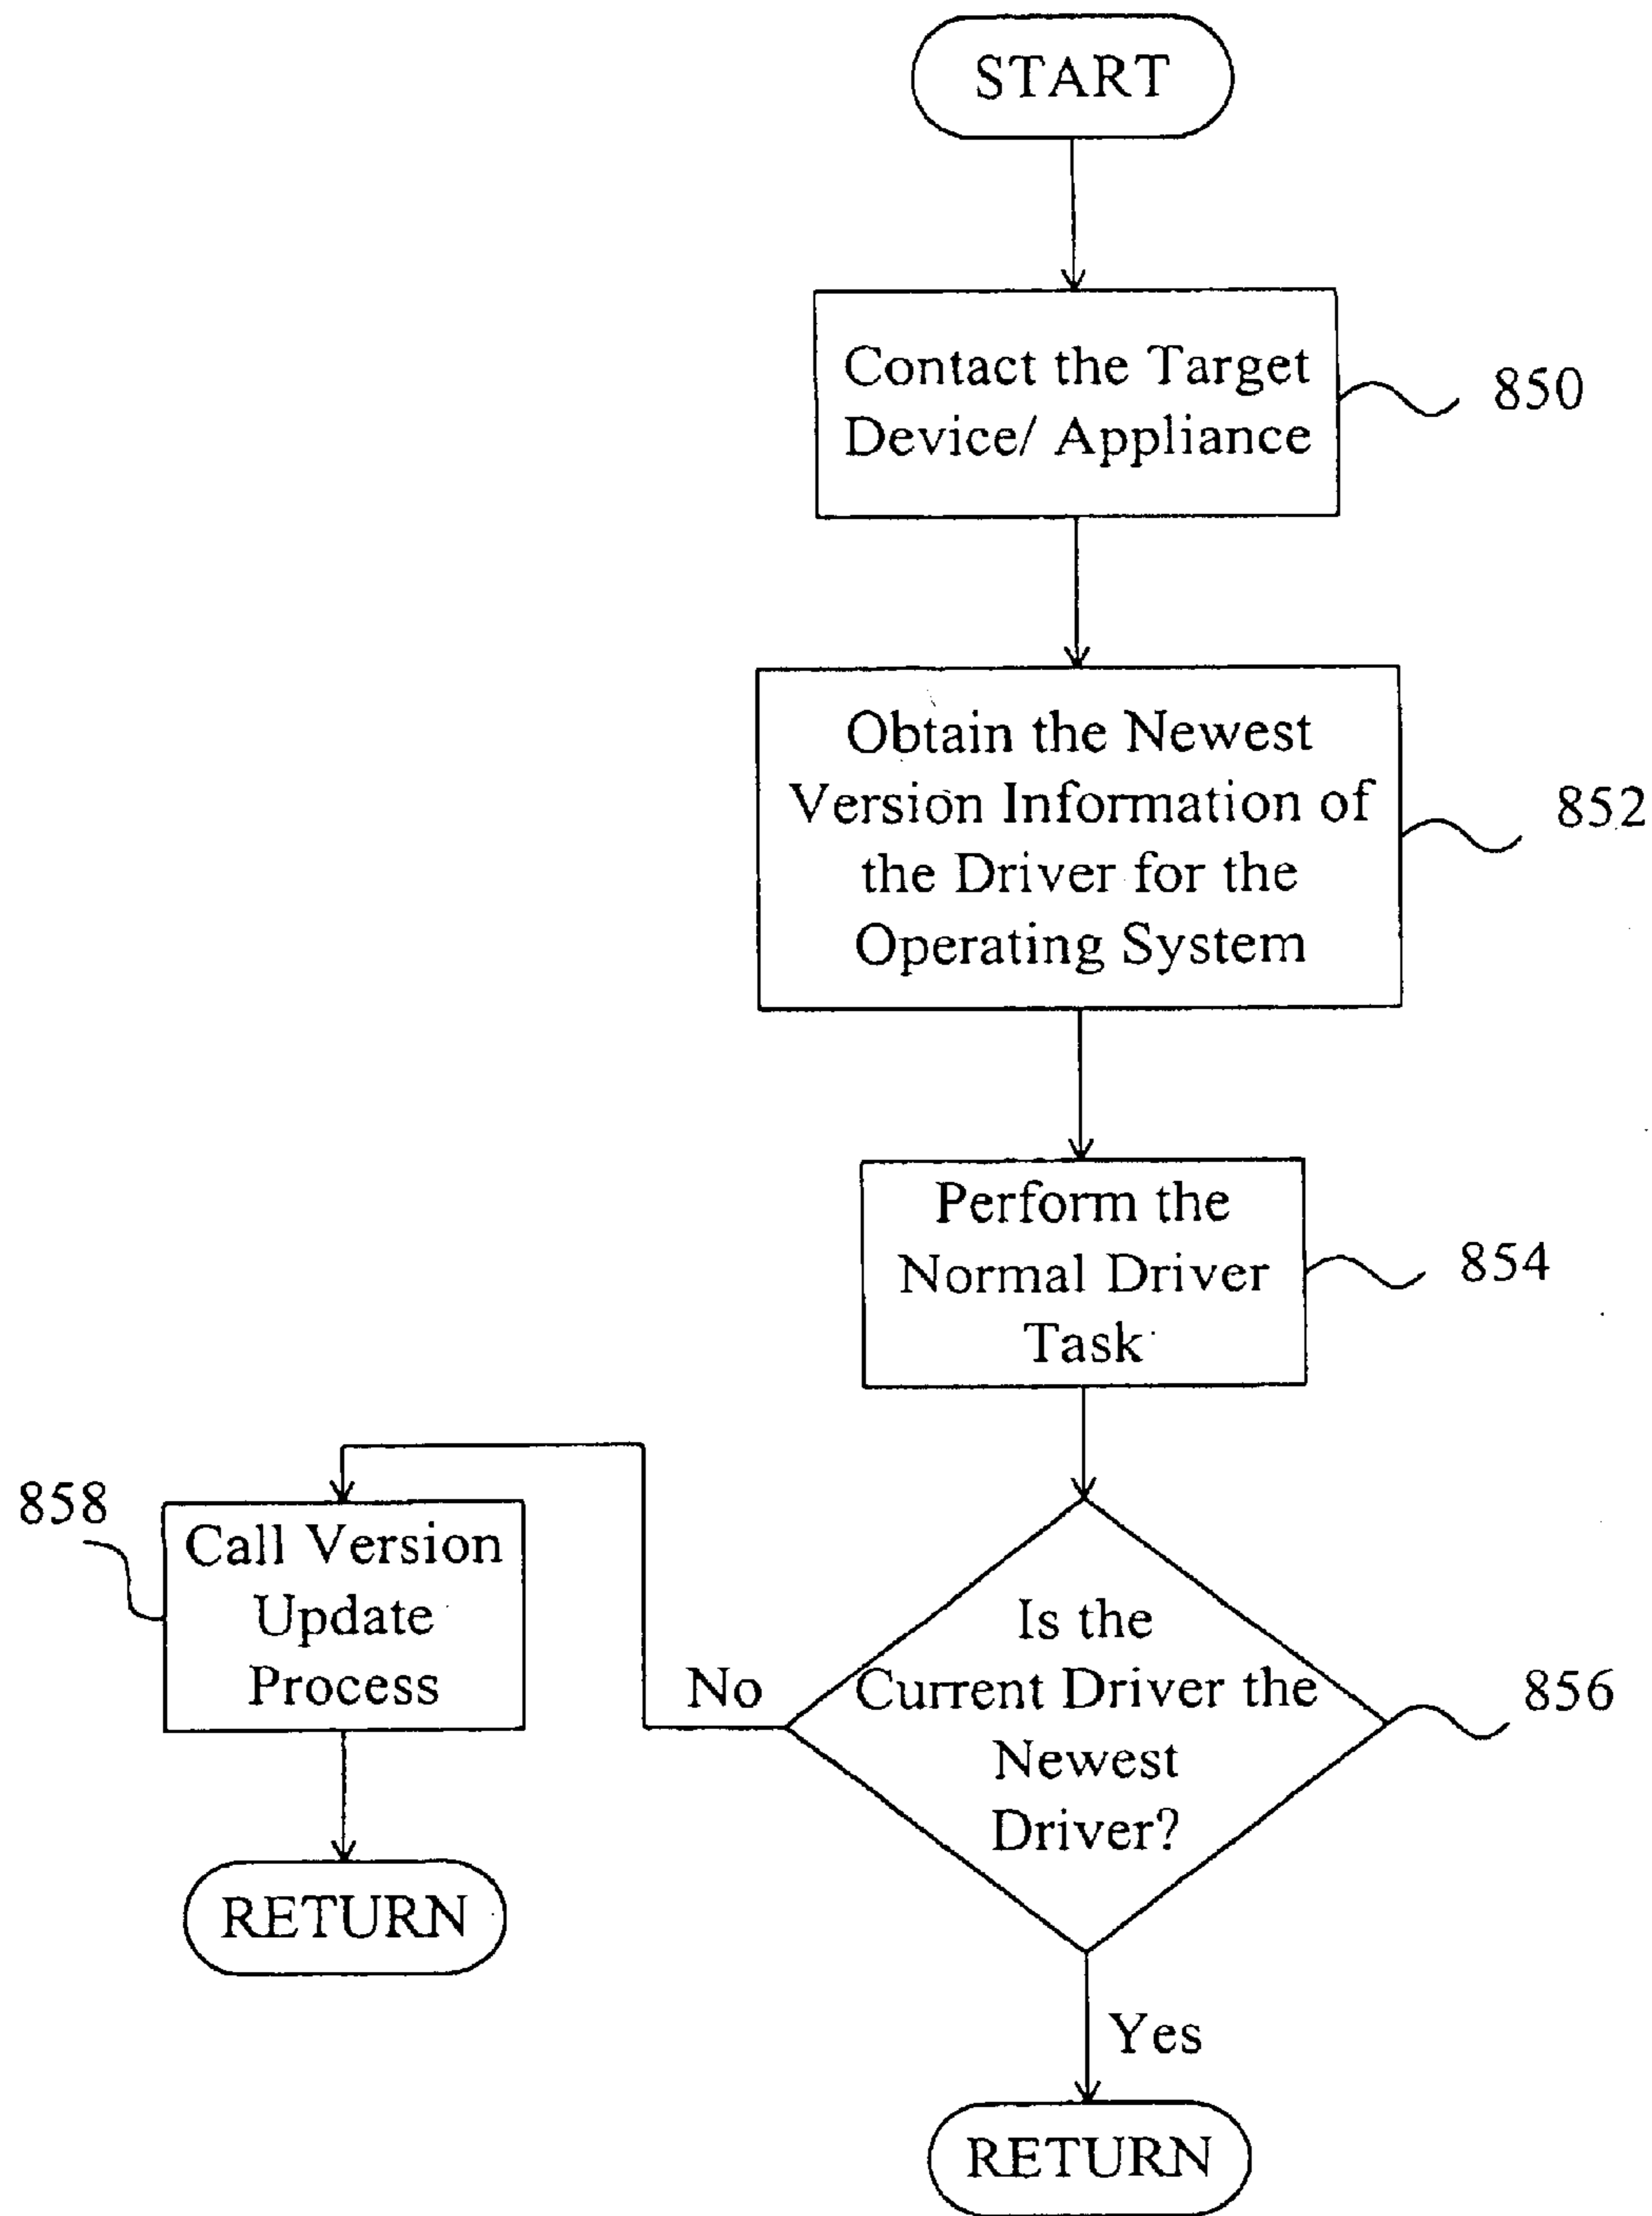 START
Contact the Target
Device/ Appliance
850
Obtain the Newest
Version Information of
the Driver for the
Operating System
852
Perform the
Normal Driver
Task
854
Is the
Current Driver the
Newest
Driver?
856
No
858
Call Version
Update
Process
RETURN
Yes
RETURN